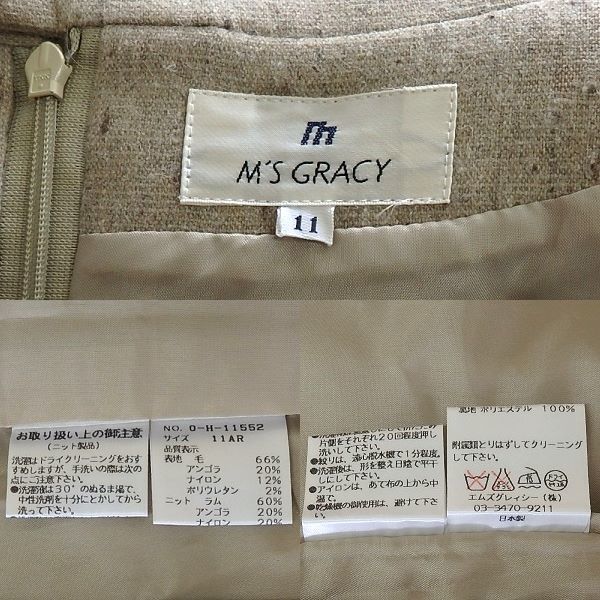 M'S GRACY
11
お取り扱い上の御注意
(ニット製品)
洗濯はドライクリーニングをおすすめしますが、手洗いの際は次の点にご注意下さい。
●洗濯液は30°のぬるま湯で、中性洗剤を十分にとかしてから洗って下さい。
NO. O-H-11552
サイズ 11AR
品質表示
表地 毛 66%
アンゴラ 20%
ナイロン 12%
ポリウレタン 2%
ニット ラム 60%
アンゴラ 20%
ナイロン 20%
片側をそれぞれ20回程度押し洗いして下さい。
●絞りは、遠心脱水機で1分程度。
●洗濯後は、形を整え日陰で平干しにして下さい。
●アイロンは、あて布の上から中温で。
●乾燥機の御使用は、避けて下さい。
裏地 ポリエステル 100%
附属類とりはずしてクリーニングして下さい。
エムズグレイシー(株)
03-3470-9211
日本製